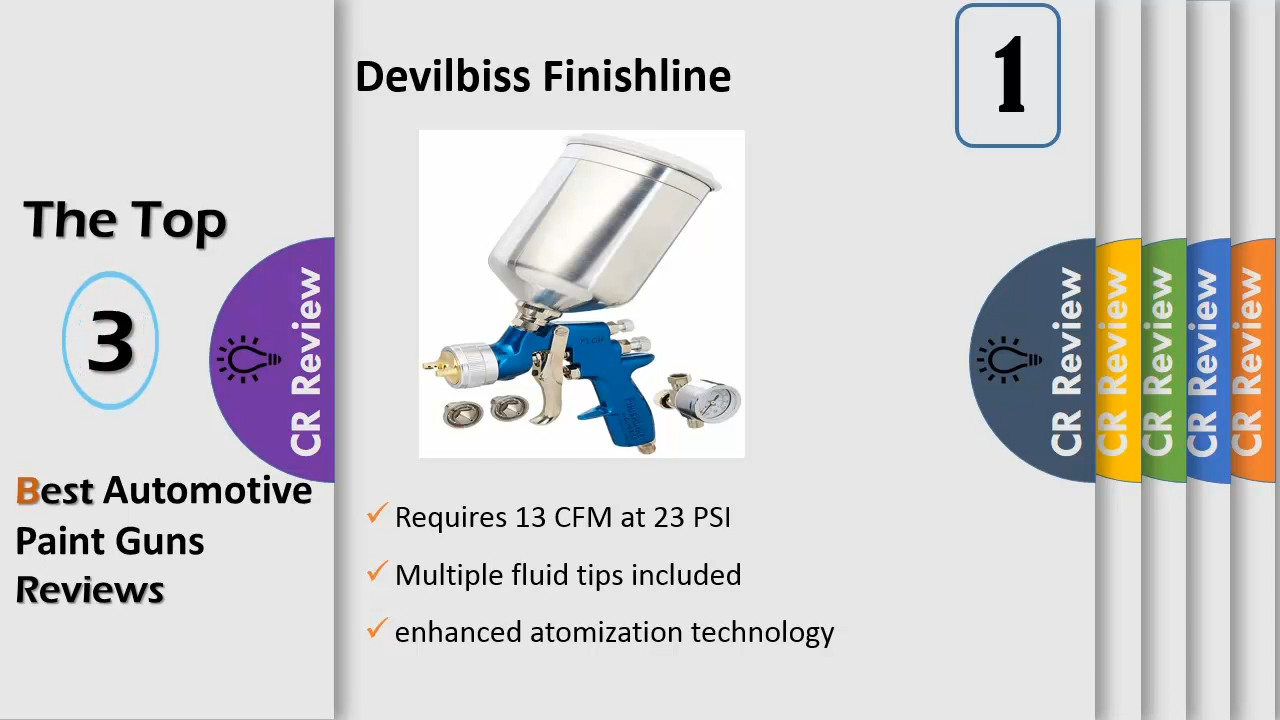 The Top
3
Best Automotive
Paint Guns
Reviews
CR Review
Devilbiss Finishline
1
Requires 13 CFM at 23 PSI
Multiple fluid tips included
enhanced atomization technology
CR Review
CR Review
CR Review
CR Review
CR Review